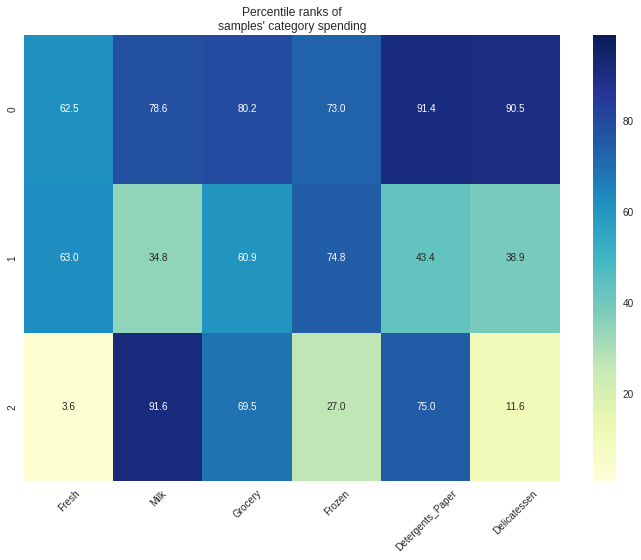 Percentile ranks of
samples' category spending
0
62.5 78.6 80.2 73.0 91.4 90.5
80
1
63.0 34.8 60.9 74.8 43.4 38.9
60
40
2
3.6 91.6 69.5 27.0 75.0 11.6
20
Fresh Milk Grocery Frozen Detergents_Paper Delicatessen